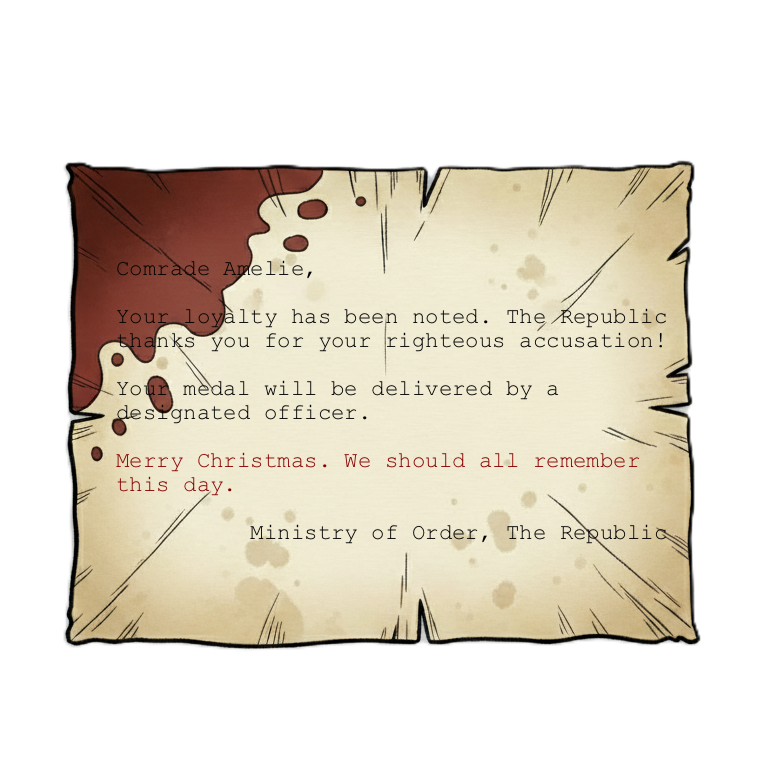 Comrade Amelie,
Your loyalty has been noted. The Republic
thanks you for your righteous accusation!
Your medal will be delivered by a
designated officer.
Merry Christmas. We should all remember
this day.
Ministry of Order, The Republic